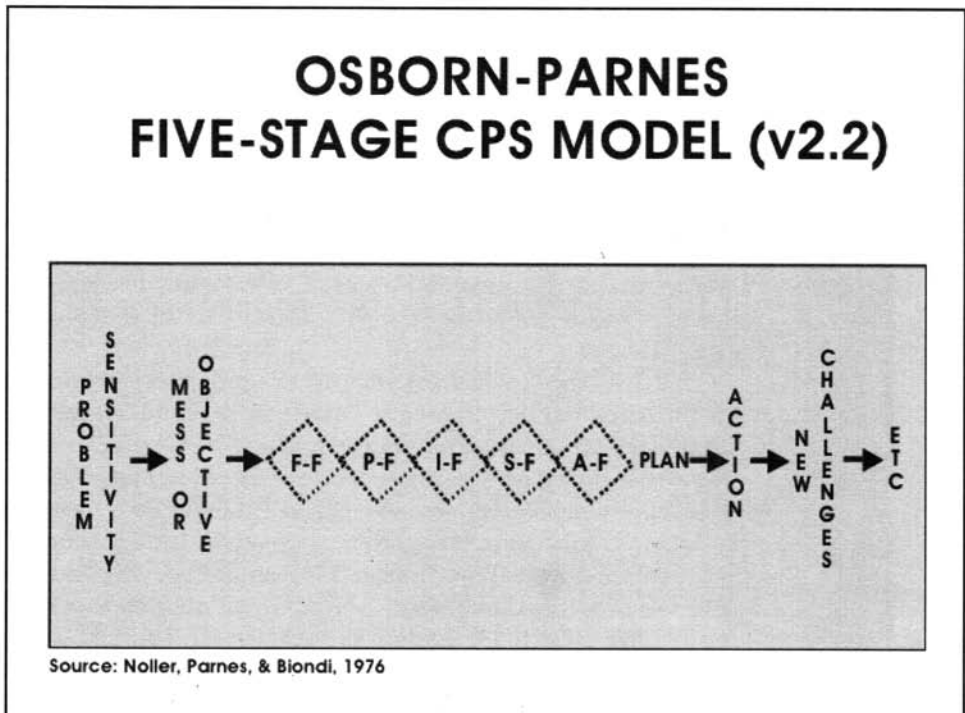 OSBORN-PARNES
FIVE-STAGE CPS MODEL (v2.2)
PROBLEM
SENSITIVITY
MESS OR
OBJECTIVE
F-F
P-F
I-F
S-F
A-F
PLAN
ACTION
NEW
CHALLENGES
ETC
Source: Noller, Parnes, & Biondi, 1976